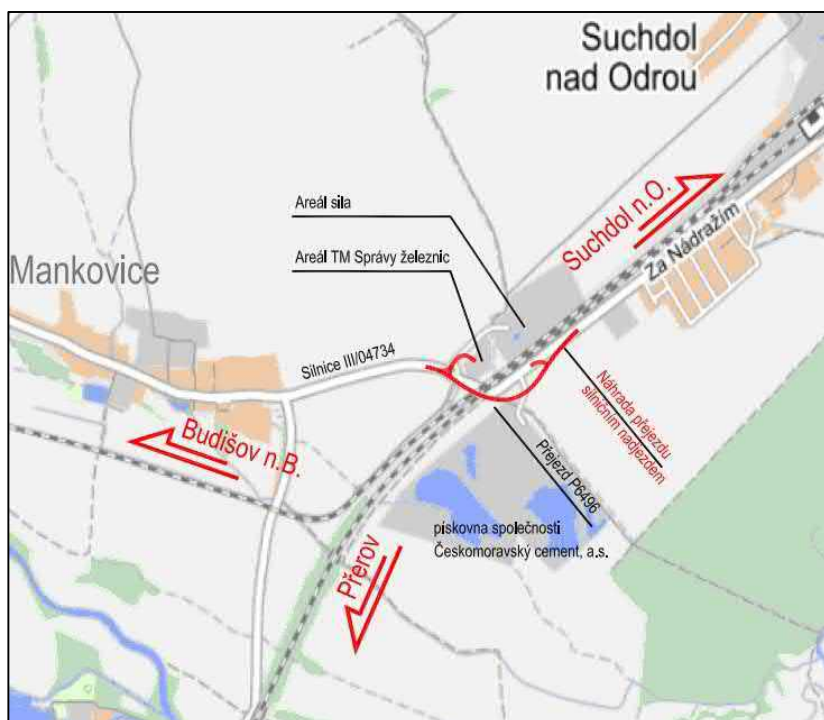 Suchdol
nad Odrou
Areál sila
Suchdol n.O.
Areál TM Správy železnic
Za Nádražím
Mankovice
Silnice III/04734
Náhrada přejezdu
silničním nadjezdem
Budišov n.B.
Přejezd P6496
pískovna společnosti
Českomoravský cement, a.s.
Přerov